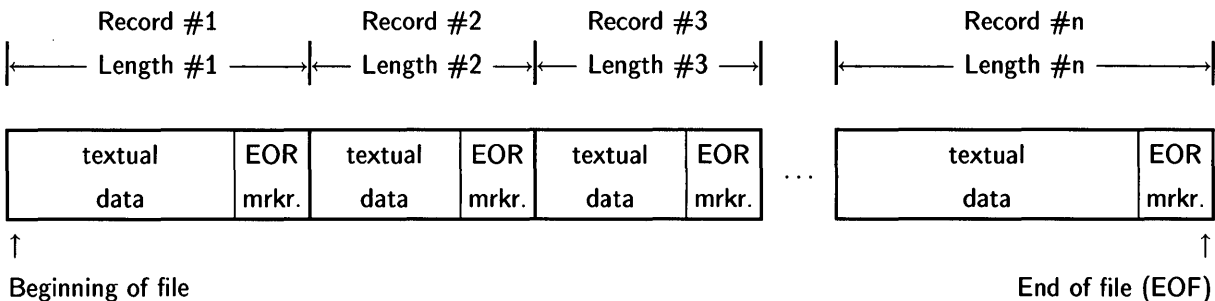 Record #1 Record #2 Record #3 Record #n
Length #1 Length #2 Length #3 Length #n
textual EOR textual EOR textual EOR textual EOR
data mrkr. data mrkr. data mrkr. ... data mrkr.
Beginning of file End of file (EOF)